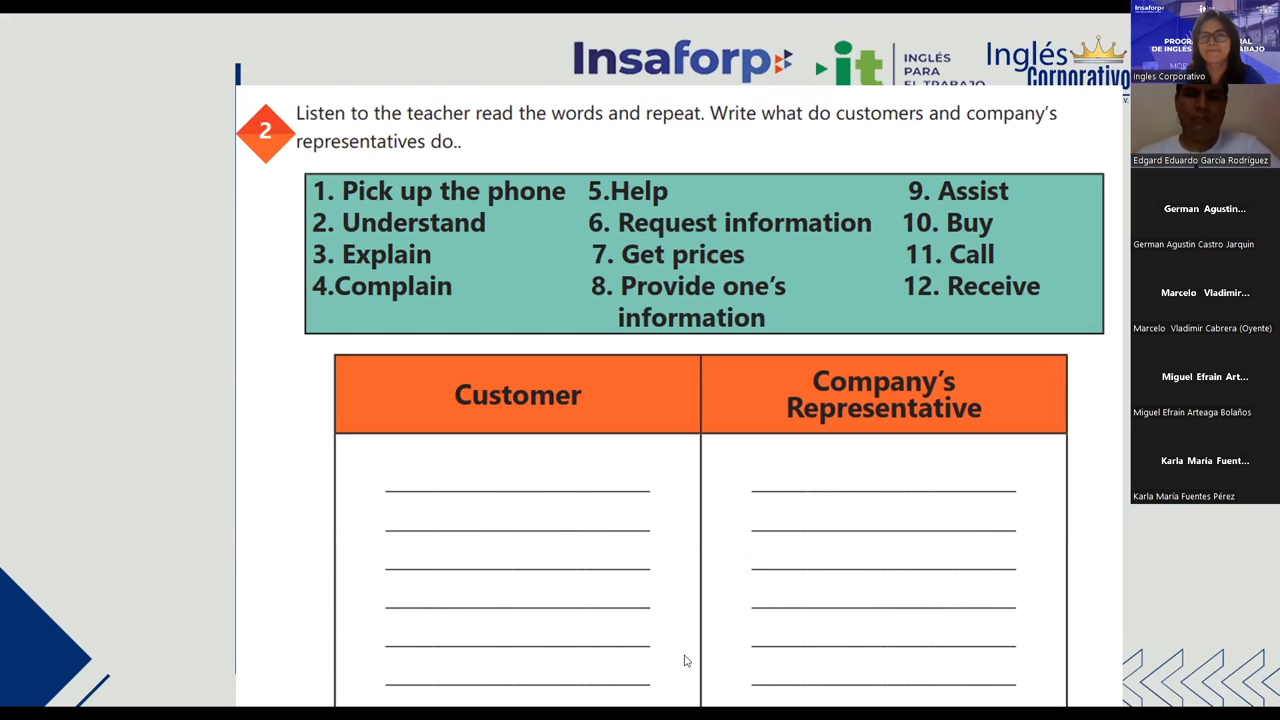 Insaforp
it
INGLÉS
PARA
EL TRABAJO
Inglés
Corporativo
2
Listen to the teacher read the words and repeat. Write what do customers and company's
representatives do..
1. Pick up the phone
2. Understand
3. Explain
4.Complain
5.Help
6. Request information
7. Get prices
8. Provide one's
information
9. Assist
10. Buy
11. Call
12. Receive
Customer
Company's
Representative
Insaforp
it
Ingles Corporativo
Edgard Eduardo García Rodríguez
German Agustin...
German Agustin Castro Jarquin
Marcelo Vladimir...
Marcelo Vladimir Cabrera (Oyente)
Miguel Efrain Art...
Miguel Efrain Arteaga Bolaños
Karla María Fuent...
Karla María Fuentes Pérez